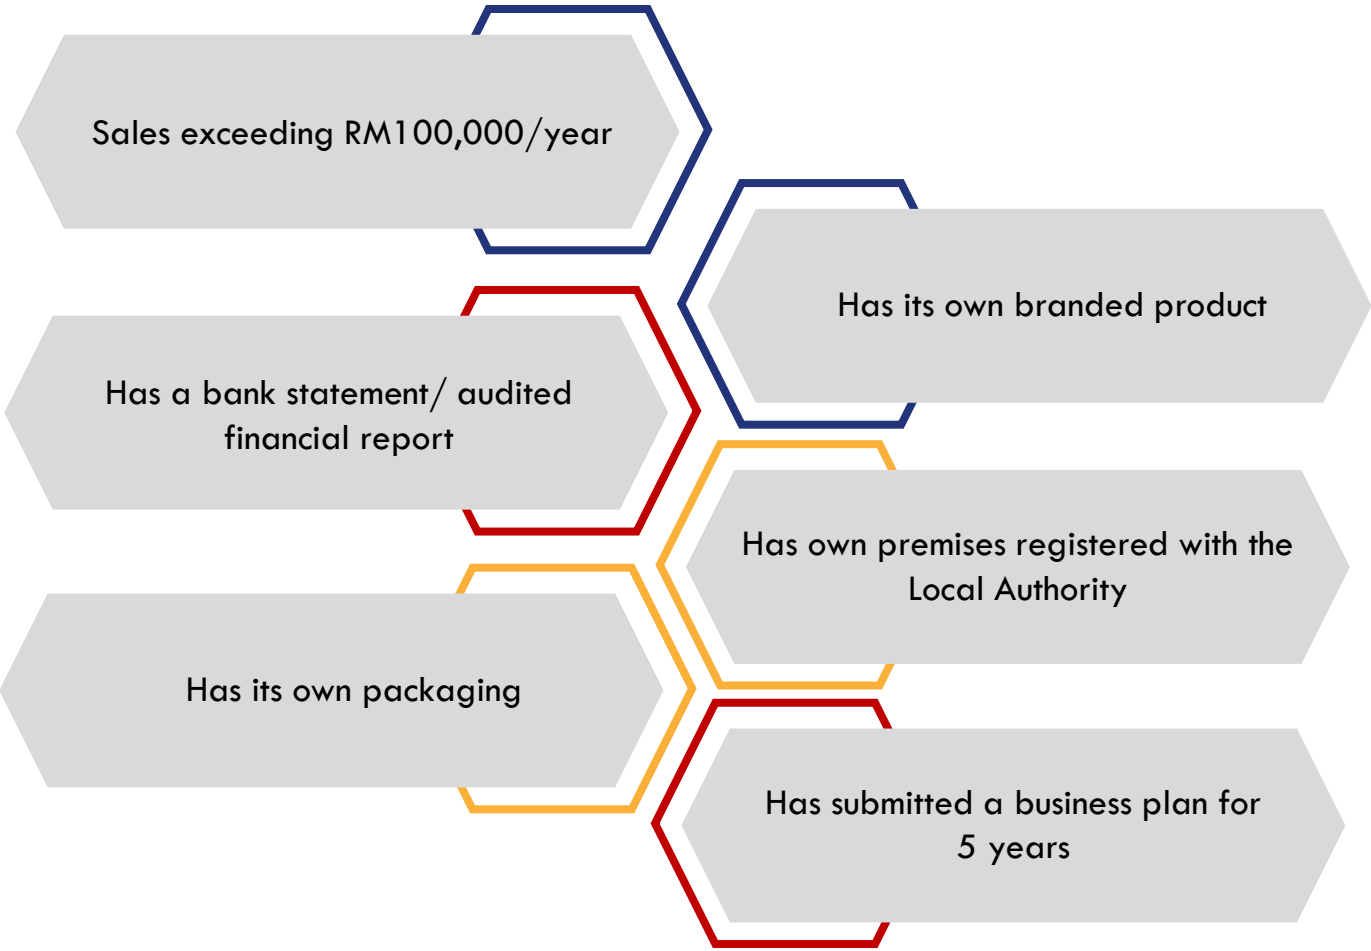 Sales exceeding RM100,000/year
Has its own branded product
Has a bank statement/ audited
financial report
Has own premises registered with the
Local Authority
Has its own packaging
Has submitted a business plan for
5 years